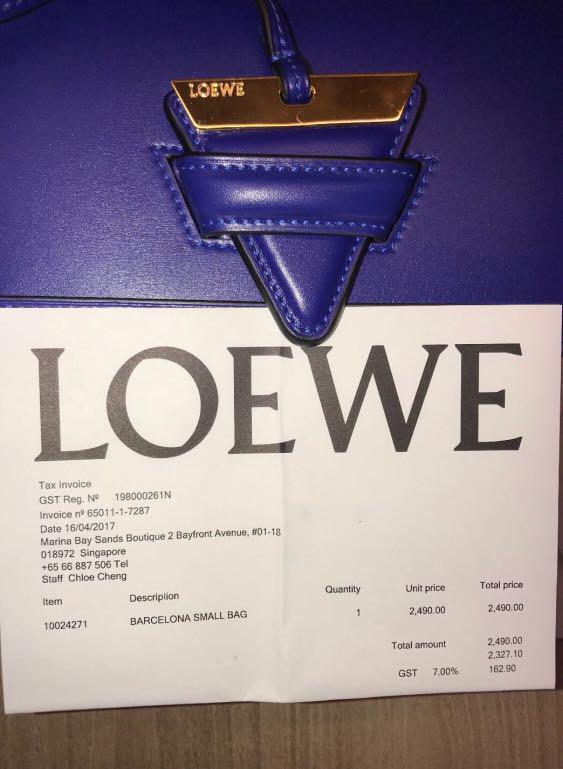 LOEWE
LOEWE
Tax Invoice
GST Reg. Nº 198000261N
Invoice nº 65011-1-7287
Date 16/04/2017
Marina Bay Sands Boutique 2 Bayfront Avenue, #01-18
018972 Singapore
+65 66 887 506 Tel
Staff Chloe Cheng
Item Description Quantity Unit price Total price
10024271 BARCELONA SMALL BAG 1 2,490.00 2,490.00
Total amount 2,490.00
2,327.10
GST 7.00% 162.90